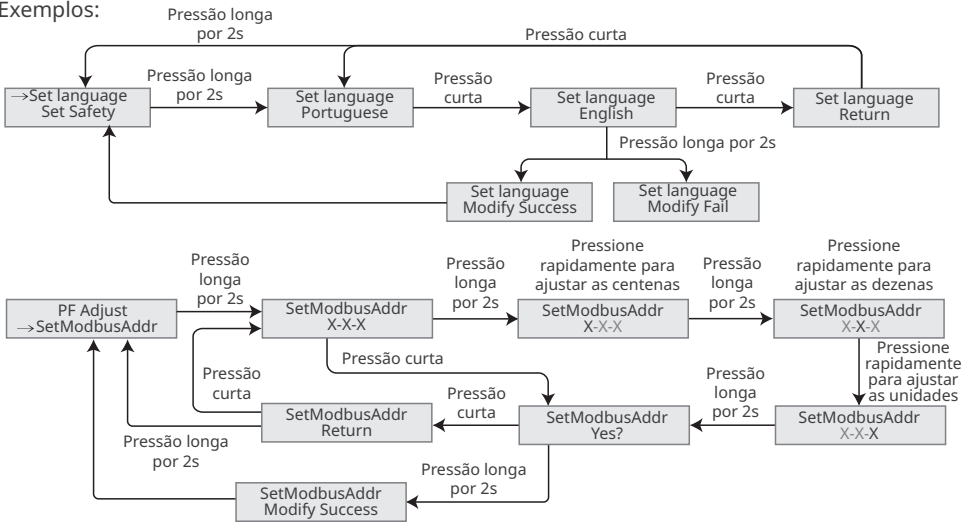 Exemplos:
Pressão longa
por 2s
Pressão curta
Pressão longa
por 2s
Pressão
curta
Pressão
curta
→Set language
Set Safety
Set language
Portuguese
Set language
English
Set language
Return
Pressão longa por 2s
Set language
Modify Success
Set language
Modify Fail
Pressão
longa
por 2s
Pressão
longa
por 2s
Pressione
rapidamente para
ajustar as centenas
Pressão
longa
por 2s
Pressione
rapidamente para
ajustar as dezenas
PF Adjust
→SetModbusAddr
SetModbusAddr
X-X-X
SetModbusAddr
X-X-X
SetModbusAddr
X-X-X
Pressão curta
Pressione
rapidamente
para ajustar
as unidades
Pressão
curta
Pressão
curta
Pressão
longa
por 2s
SetModbusAddr
Return
SetModbusAddr
Yes?
SetModbusAddr
X-X-X
Pressão longa
por 2s
Pressão longa
por 2s
SetModbusAddr
Modify Success